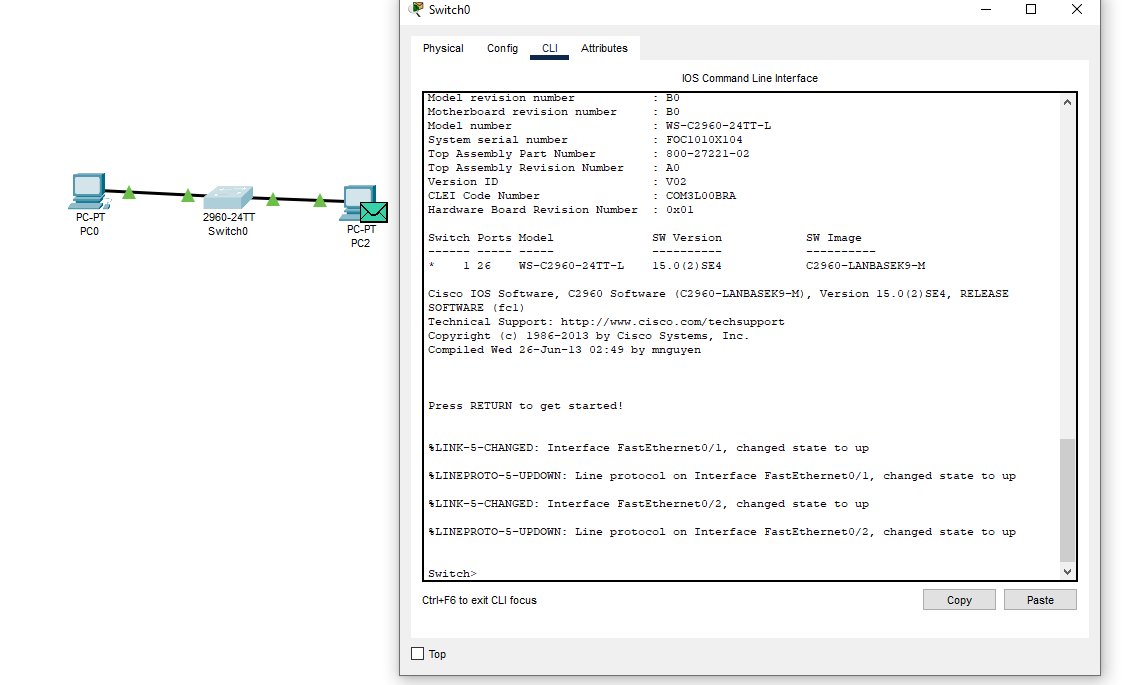 Switch0
Physical Config CLI Attributes
IOS Command Line Interface
Model revision number : B0
Motherboard revision number : B0
Model number : WS-C2960-24TT-L
System serial number : FOC1010X104
Top Assembly Part Number : 800-27221-02
Top Assembly Revision Number : A0
Version ID : V02
CLEI Code Number : COM3L00BRA
Hardware Board Revision Number : 0x01
Switch Ports Model SW Version SW Image
------ ----- ----- ---------- ----------
* 1 26 WS-C2960-24TT-L 15.0(2)SE4 C2960-LANBASEK9-M
Cisco IOS Software, C2960 Software (C2960-LANBASEK9-M), Version 15.0(2)SE4, RELEASE
SOFTWARE (fc1)
Technical Support: http://www.cisco.com/techsupport
Copyright (c) 1986-2013 by Cisco Systems, Inc.
Compiled Wed 26-Jun-13 02:49 by mnguyen
Press RETURN to get started!
%LINK-5-CHANGED: Interface FastEthernet0/1, changed state to up
%LINEPROTO-5-UPDOWN: Line protocol on Interface FastEthernet0/1, changed state to up
%LINK-5-CHANGED: Interface FastEthernet0/2, changed state to up
%LINEPROTO-5-UPDOWN: Line protocol on Interface FastEthernet0/2, changed state to up
Switch>
Ctrl+F6 to exit CLI focus
Copy
Paste
Top
PC-PT
PC0
2960-24TT
Switch0
PC-PT
PC2